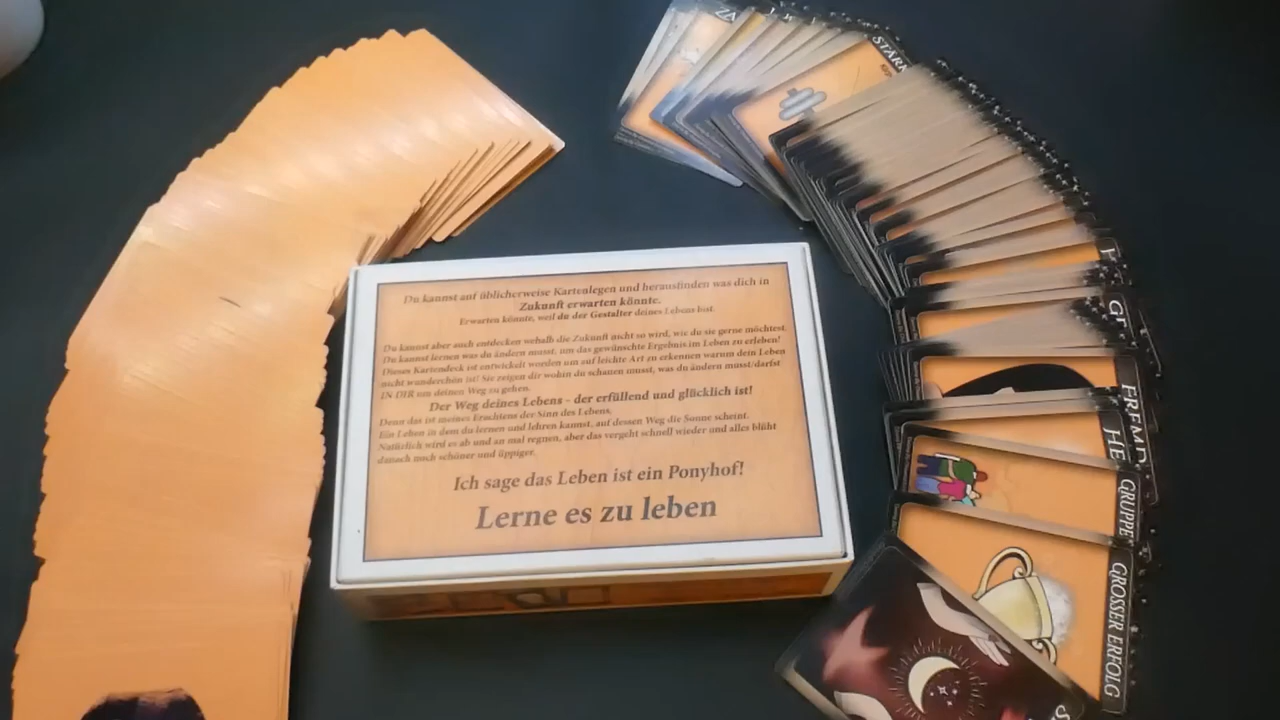 Du kannst auf üblicherweise Kartenlegen und herausfinden was dich in
Zukunft erwarten könnte.
Erwarten könnte, weil du der Gestalter deines Lebens bist.
Du kannst aber auch entdecken wehalb die Zukunft nicht so wird, wie du sie gerne möchtest.
Du kannst lernen was du ändern musst, um das gewünschte Ergebnis im Leben zu erleben!
Dieses Kartendeck ist entwickelt worden um auf leichte Art zu erkennen warum dein Leben
nicht wunderschön ist! Sie zeigen dir wohin du schauen musst, was du ändern musst/darfst
IN DIR um deinen Weg zu gehen.
Der Weg deines Lebens - der erfüllend und glücklich ist!
Denn das ist meines Erachtens der Sinn des Lebens.
Ein Leben in dem du lernen und lehren kannst, auf dessen Weg die Sonne scheint.
Natürlich wird es ab und an mal regnen, aber das vergeht schnell wieder und alles blüht
danach noch schöner und üppiger.
Ich sage das Leben ist ein Ponyhof!
Lerne es zu leben
STÄRK
FREMD
HE
GRUPPE
GROSSER ERFOLG